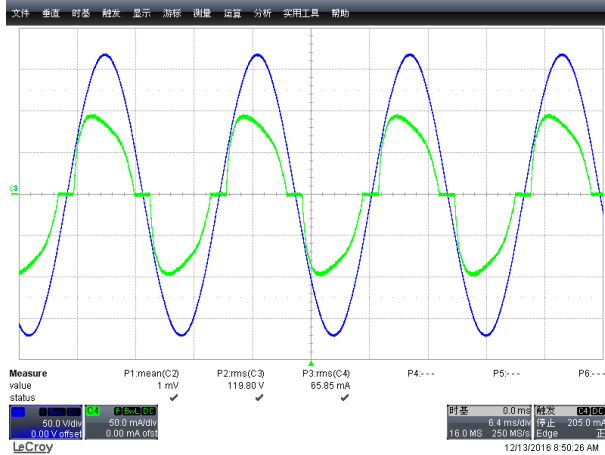 文件 垂直 时基 触发 显示 游标 测量 运算 分析 实用工具 帮助
C3
Measure P1:mean(C2) P2:rms(C3) P3:rms(C4) P4:- - - P5:- - - P6:- - -
value 1 mV 119.80 V 65.85 mA
status
C4 F BwL DC 时基 0.0 ms 触发 C4 DC
50.0 V/div 50.0 mA/div 6.4 ms/div 停止 205.0 mA
0.00 V offset 0.00 mA ofst 16.0 MS 250 MS/s Edge 正
LeCroy 12/13/2016 8:50:26 AM